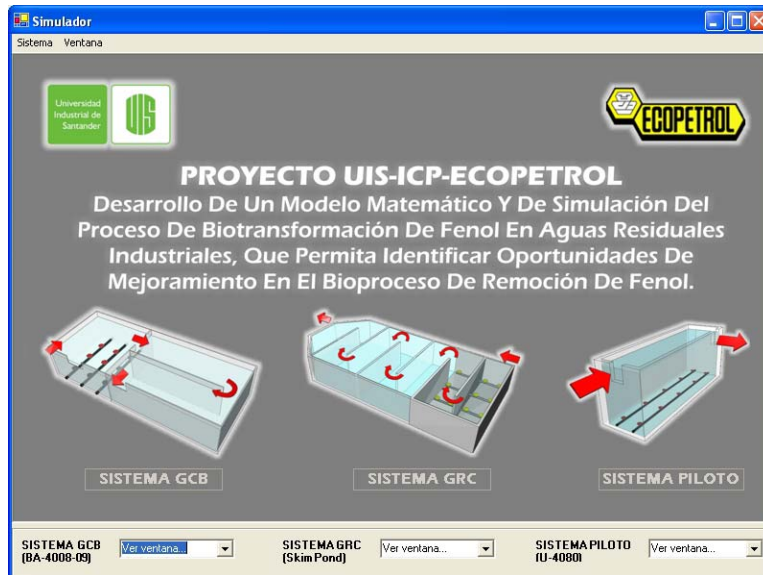 Simulador
Sistema Ventana
Universidad
Industrial de
Santander
UIS
ECOPETROL
PROYECTO UIS-ICP-ECOPETROL
Desarrollo De Un Modelo Matemático Y De Simulación Del
Proceso De Biotransformación De Fenol En Aguas Residuales
Industriales, Que Permita Identificar Oportunidades De
Mejoramiento En El Bioproceso De Remoción De Fenol.
SISTEMA GCB
SISTEMA GRC
SISTEMA PILOTO
SISTEMA GCB
(BA-4008-09)
Ver ventana...
SISTEMA GRC
(Skim Pond)
Ver ventana...
SISTEMA PILOTO
(U-4080)
Ver ventana...